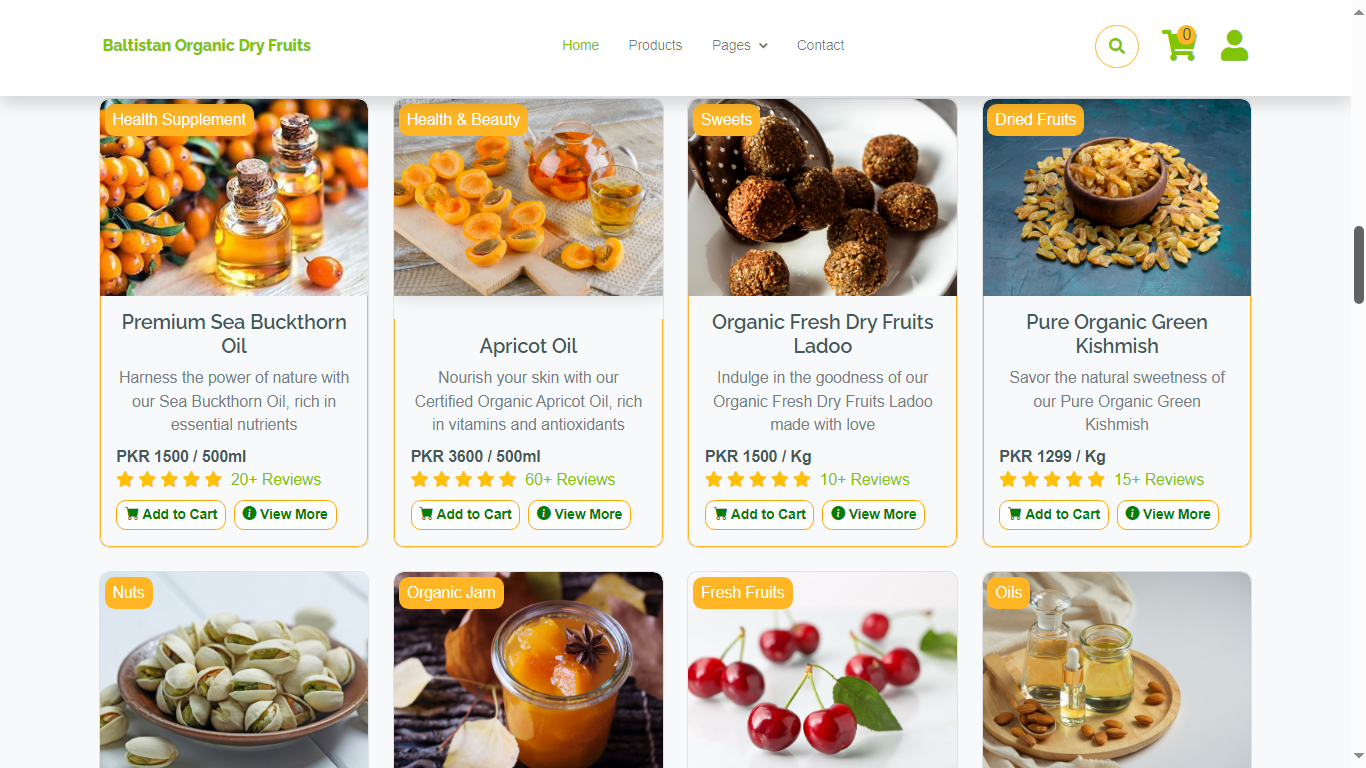 Baltistan Organic Dry Fruits
Home
Products
Pages
Contact
0
Health Supplement
Health & Beauty
Sweets
Dried Fruits
Premium Sea Buckthorn
Oil
Harness the power of nature with
our Sea Buckthorn Oil, rich in
essential nutrients
PKR 1500 / 500ml
20+ Reviews
Add to Cart
View More
Apricot Oil
Nourish your skin with our
Certified Organic Apricot Oil, rich
in vitamins and antioxidants
PKR 3600 / 500ml
60+ Reviews
Add to Cart
View More
Organic Fresh Dry Fruits
Ladoo
Indulge in the goodness of our
Organic Fresh Dry Fruits Ladoo
made with love
PKR 1500 / Kg
10+ Reviews
Add to Cart
View More
Pure Organic Green
Kishmish
Savor the natural sweetness of
our Pure Organic Green
Kishmish
PKR 1299 / Kg
15+ Reviews
Add to Cart
View More
Nuts
Organic Jam
Fresh Fruits
Oils